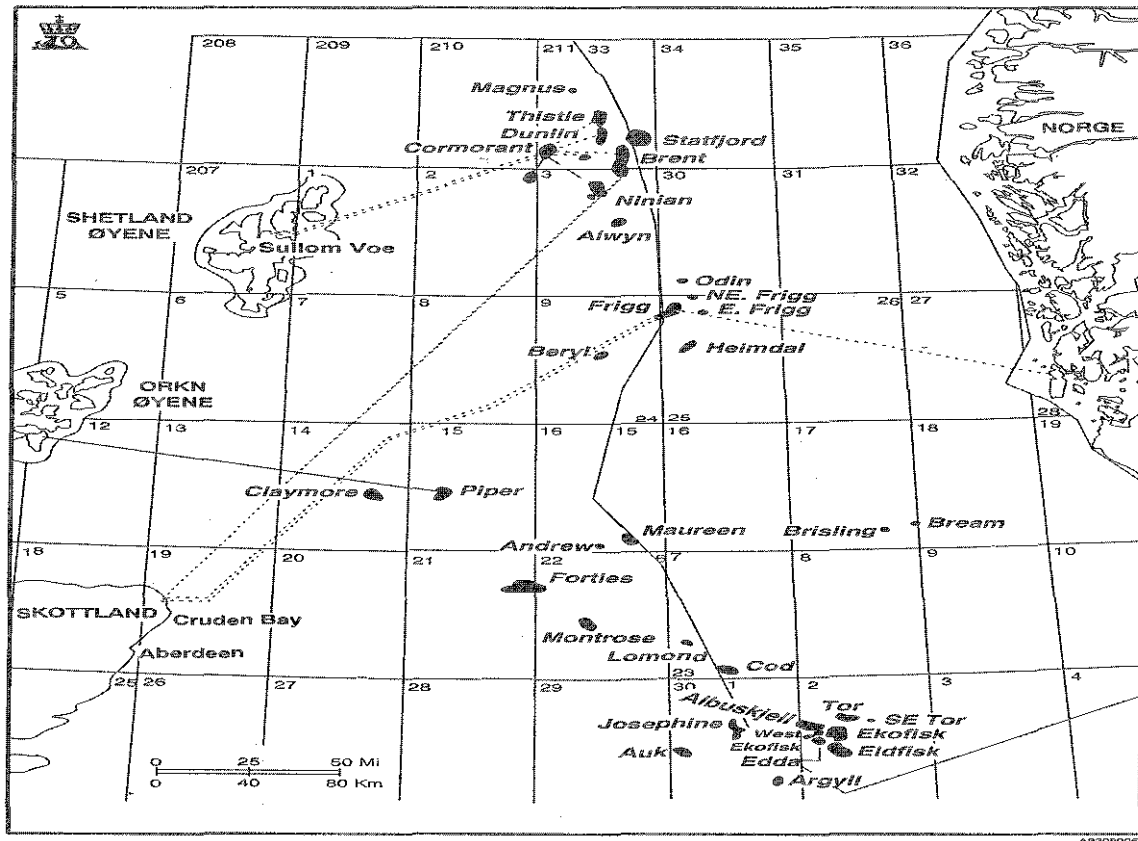 208 209 210 211 33 34 35 36
Magnus
Thistle
Dunlin
Statfjord
NORGE
Cormorant
Brent
207 1 2 3 30 31 32
SHETLAND
ØYENE
Ninian
Sullom Voe
Alwyn
Odin
5 6 7 8 9 NE. Frigg 26 27
Frigg E. Frigg
Beryl Heimdal
ORKN
ØYENE
12 13 14 15 16 24 25 28
15 16 17 18 19
Claymore Piper
Maureen Brisling Bream
18 19 20 21 22 Andrew 6 7 8 9 10
Forties
SKOTTLAND
Cruden Bay
Montrose
Aberdeen
Lomond Cod
25 26 27 28 29 23
30 1 2 3 4
Albuskjell Tor
SE Tor
Josephine West Ekofisk
Auk Ekofisk Eldfisk
Edda
Argyll
0 25 50 Mi
0 40 80 Km